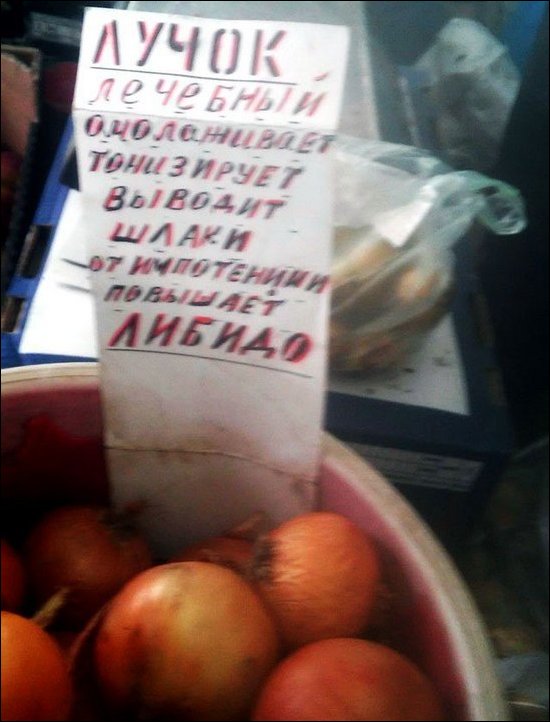 ЛУЧОК
ЛЕЧЕБНЫЙ
ОМОЛАЖИВАЕТ
ТОНИЗИРУЕТ
ВЫВОДИТ
ШЛАКИ
ОТ ИМПОТЕНЦИИ
ПОВЫШАЕТ
ЛИБИДО